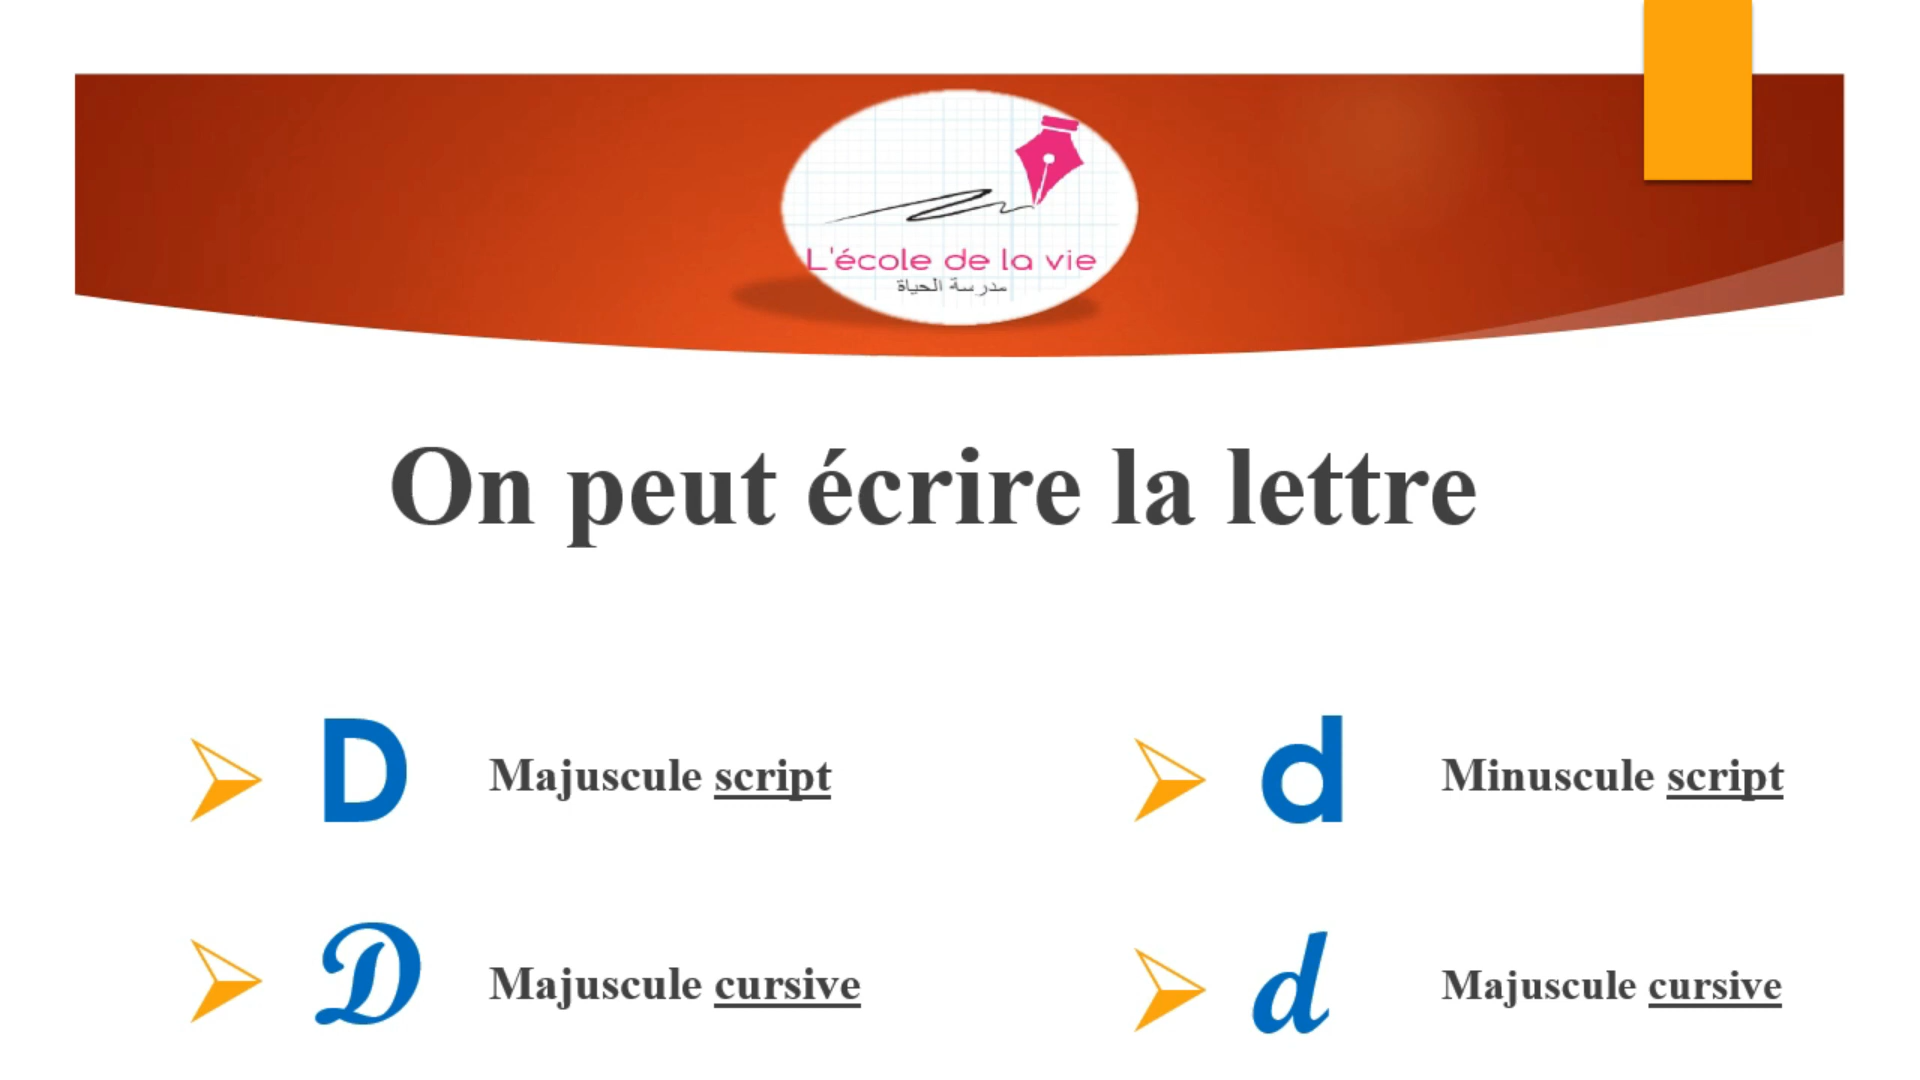 L'école de la vie
مدرسة الحياة
On peut écrire la lettre
D Majuscule script
d Minuscule script
D Majuscule cursive
d Majuscule cursive